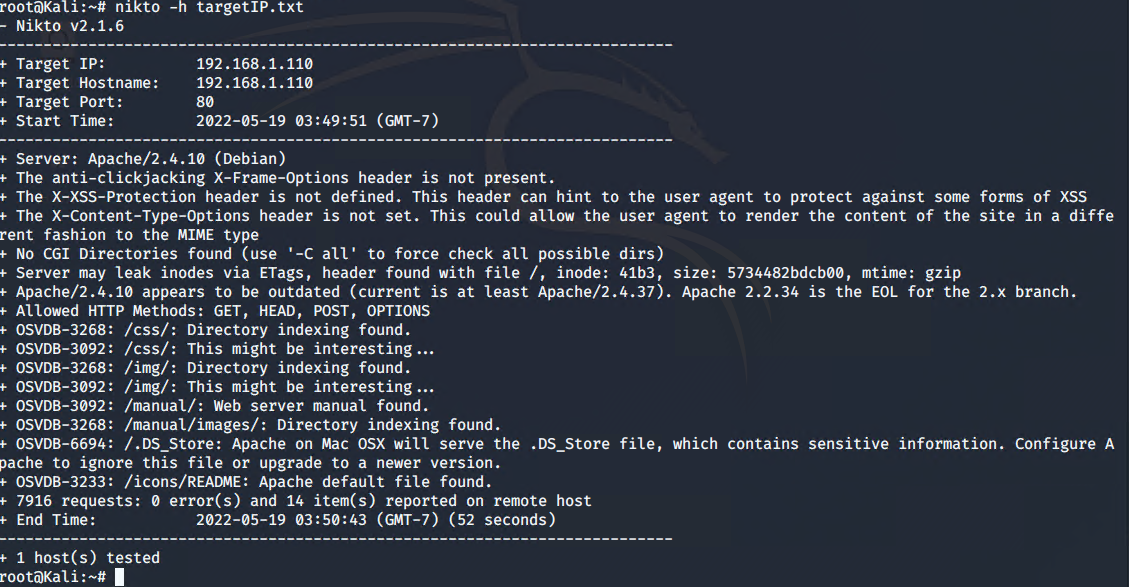 root@Kali:~# nikto -h targetIP.txt
- Nikto v2.1.6
---------------------------------------------------------------------------
+ Target IP:          192.168.1.110
+ Target Hostname:    192.168.1.110
+ Target Port:        80
+ Start Time:         2022-05-19 03:49:51 (GMT-7)
---------------------------------------------------------------------------
+ Server: Apache/2.4.10 (Debian)
+ The anti-clickjacking X-Frame-Options header is not present.
+ The X-XSS-Protection header is not defined. This header can hint to the user agent to protect against some forms of XSS
+ The X-Content-Type-Options header is not set. This could allow the user agent to render the content of the site in a diffe
rent fashion to the MIME type
+ No CGI Directories found (use '-C all' to force check all possible dirs)
+ Server may leak inodes via ETags, header found with file /, inode: 41b3, size: 5734482bdcb00, mtime: gzip
+ Apache/2.4.10 appears to be outdated (current is at least Apache/2.4.37). Apache 2.2.34 is the EOL for the 2.x branch.
+ Allowed HTTP Methods: GET, HEAD, POST, OPTIONS
+ OSVDB-3268: /css/: Directory indexing found.
+ OSVDB-3092: /css/: This might be interesting...
+ OSVDB-3268: /img/: Directory indexing found.
+ OSVDB-3092: /img/: This might be interesting...
+ OSVDB-3092: /manual/: Web server manual found.
+ OSVDB-3268: /manual/images/: Directory indexing found.
+ OSVDB-6694: /.DS_Store: Apache on Mac OSX will serve the .DS_Store file, which contains sensitive information. Configure A
pache to ignore this file or upgrade to a newer version.
+ OSVDB-3233: /icons/README: Apache default file found.
+ 7916 requests: 0 error(s) and 14 item(s) reported on remote host
+ End Time:           2022-05-19 03:50:43 (GMT-7) (52 seconds)
---------------------------------------------------------------------------
+ 1 host(s) tested
root@Kali:~#